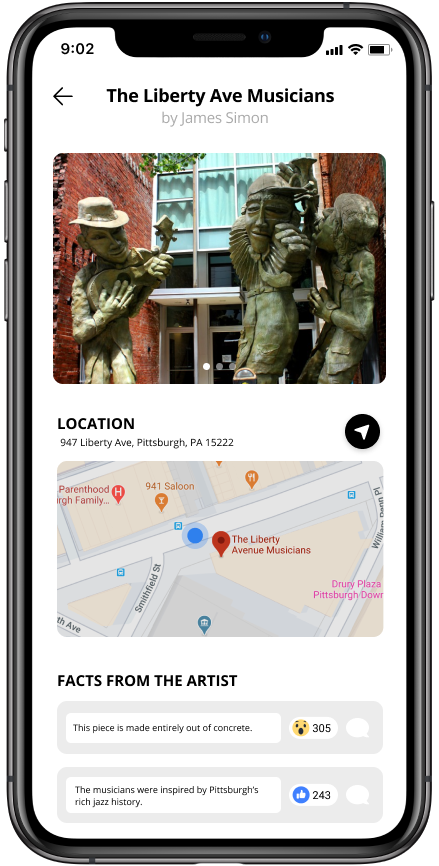 9:02
The Liberty Ave Musicians
by James Simon
LOCATION
947 Liberty Ave, Pittsburgh, PA 15222
941 Saloon
Parenthood
irgh Family...
H
William Penn Pl
The Liberty
Avenue Musicians
Smithfield St
Drury Plaza
Pittsburgh Down
th Ave
FACTS FROM THE ARTIST
This piece is made entirely out of concrete.
305
The musicians were inspired by Pittsburgh's
rich jazz history.
243